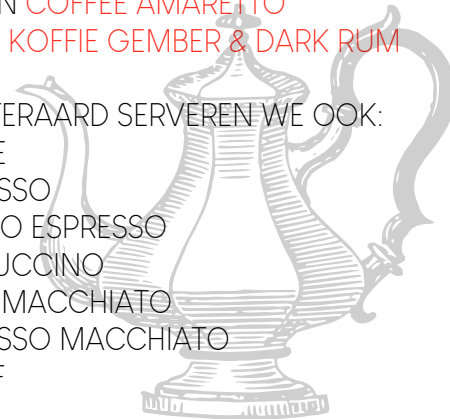 N COFFEE AMARETTO
KOFFIE GEMBER & DARK RUM
TERAARD SERVEREN WE OOK:
E
SSO
O ESPRESSO
UCCINO
MACCHIATO
SSO MACCHIATO